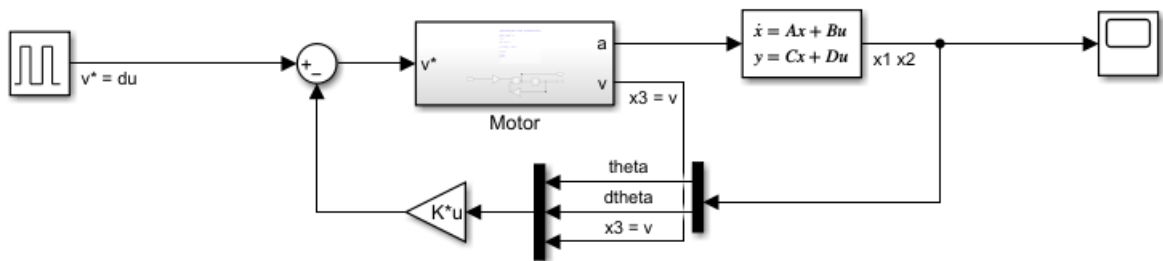 v* = du
+
−
v*
a
v
Motor
ẋ = Ax + Bu
y = Cx + Du
x1 x2
x3 = v
theta
dtheta
x3 = v
K*u